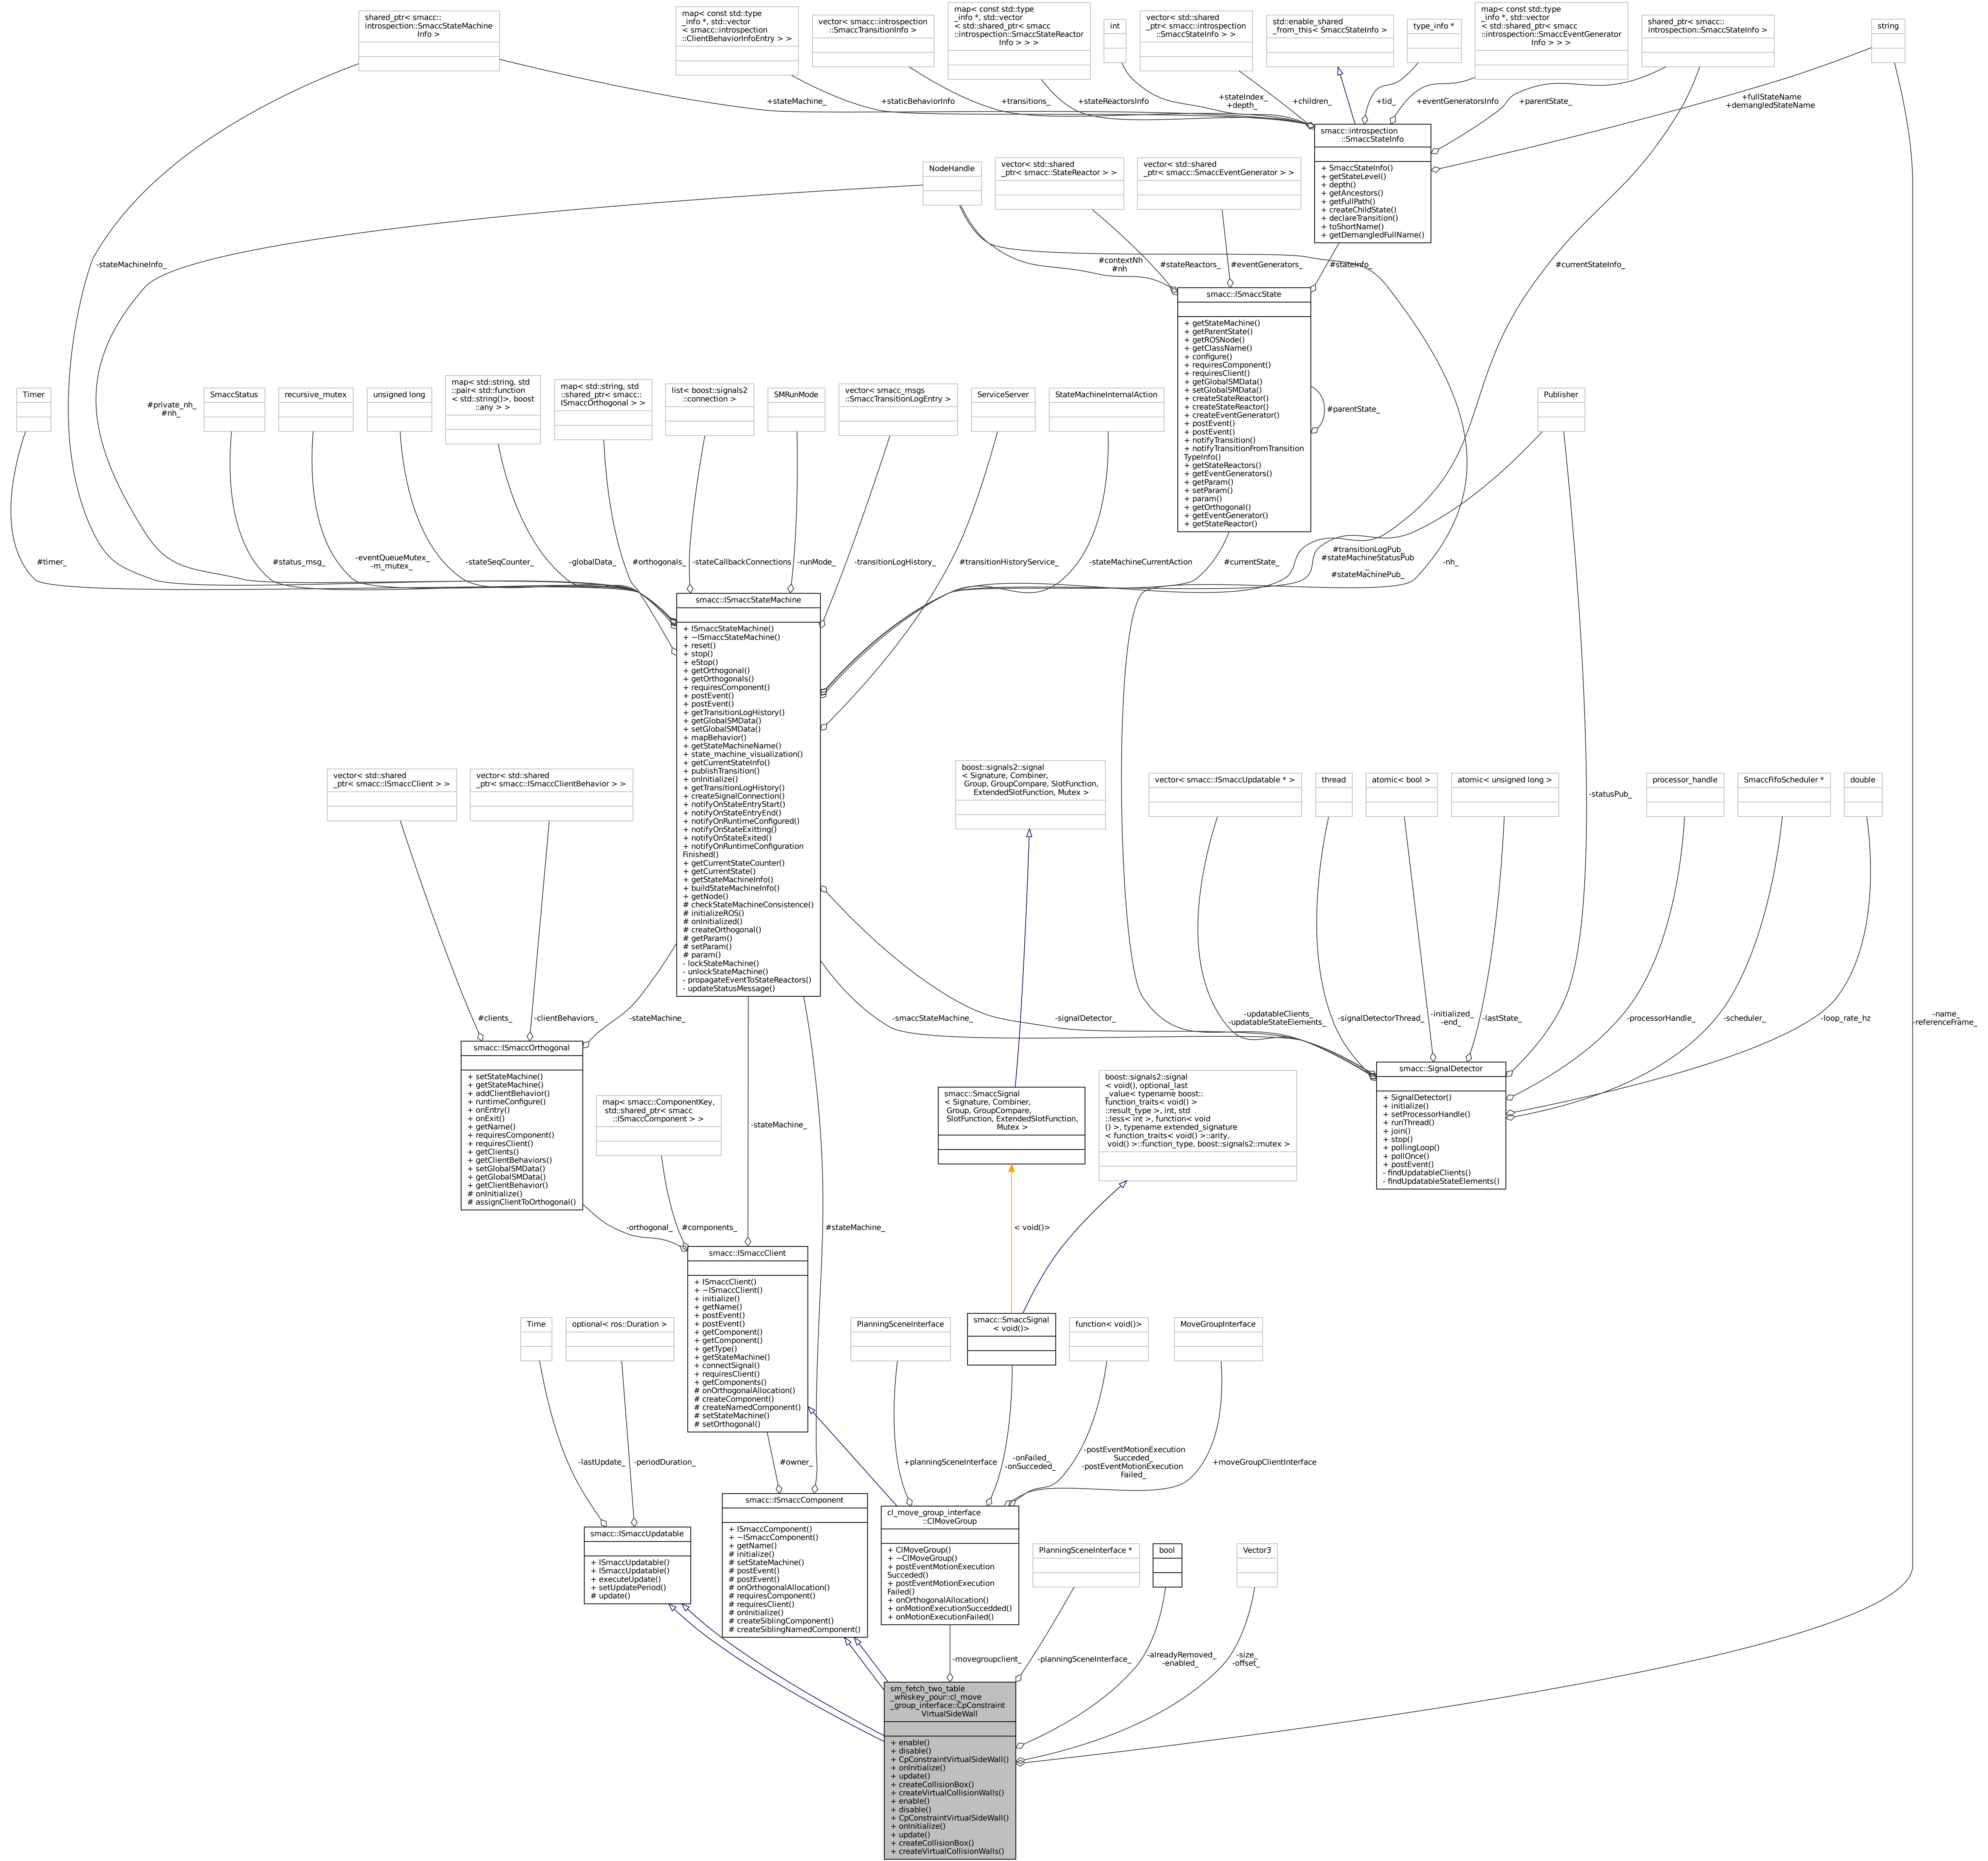 shared_ptr< smacc::
introspection::SmaccStateMachine
Info >
map< const std::type
_info *, std::vector
< smacc::introspection
::ClientBehaviorInfoEntry > >
vector< smacc::introspection
::SmaccTransitionInfo >
map< const std::type
_info *, std::vector
< std::shared_ptr< smacc
::introspection::SmaccStateReactor
Info > > >
int
vector< std::shared
_ptr< smacc::introspection
::SmaccStateInfo > >
std::enable_shared
_from_this< SmaccStateInfo >
type_info *
map< const std::type
_info *, std::vector
< std::shared_ptr< smacc
::introspection::SmaccEventGenerator
Info > > >
shared_ptr< smacc::
introspection::SmaccStateInfo >
string
+stateMachine_
+staticBehaviorInfo
+transitions_
+stateReactorsInfo
+stateIndex_
+depth_
+children_
+tid_
+eventGeneratorsInfo
+parentState_
+fullStateName
+demangledStateName
smacc::introspection
::SmaccStateInfo
+ SmaccStateInfo()
+ getStateLevel()
+ depth()
+ getAncestors()
+ getFullPath()
+ createChildState()
+ declareTransition()
+ toShortName()
+ getDemangledFullName()
NodeHandle
vector< std::shared
_ptr< smacc::StateReactor > >
vector< std::shared
_ptr< smacc::SmaccEventGenerator > >
-stateMachineInfo_
#contextNh
#nh
#stateReactors_
#eventGenerators_
#stateInfo_
#currentStateInfo_
smacc::ISmaccState
+ getStateMachine()
+ getParentState()
+ getROSNode()
+ getClassName()
+ configure()
+ requiresComponent()
+ requiresClient()
+ getGlobalSMData()
+ setGlobalSMData()
+ createStateReactor()
+ createStateReactor()
+ createEventGenerator()
+ postEvent()
+ postEvent()
+ notifyTransition()
+ notifyTransitionFromTransition
TypeInfo()
+ getStateReactors()
+ getEventGenerators()
+ getParam()
+ setParam()
+ param()
+ getOrthogonal()
+ getEventGenerator()
+ getStateReactor()
#parentState_
Timer
#private_nh_
#nh_
SmaccStatus
recursive_mutex
unsigned long
map< std::string, std
::pair< std::function
< std::string()>, boost
::any > >
map< std::string, std
::shared_ptr< smacc::
ISmaccOrthogonal > >
list< boost::signals2
::connection >
SMRunMode
vector< smacc_msgs
::SmaccTransitionLogEntry >
ServiceServer
StateMachineInternalAction
Publisher
#timer_
#status_msg_
-eventQueueMutex_
-m_mutex_
-stateSeqCounter_
-globalData_
#orthogonals_
-stateCallbackConnections
-runMode_
-transitionLogHistory_
#transitionHistoryService_
-stateMachineCurrentAction
#currentState_
#transitionLogPub_
#stateMachineStatusPub
_
#stateMachinePub_
-nh_
smacc::ISmaccStateMachine
+ ISmaccStateMachine()
+ ~ISmaccStateMachine()
+ reset()
+ stop()
+ eStop()
+ getOrthogonal()
+ getOrthogonals()
+ requiresComponent()
+ postEvent()
+ postEvent()
+ getTransitionLogHistory()
+ getGlobalSMData()
+ setGlobalSMData()
+ mapBehavior()
+ getStateMachineName()
+ state_machine_visualization()
+ getCurrentStateInfo()
+ publishTransition()
+ onInitialize()
+ getTransitionLogHistory()
+ createSignalConnection()
+ notifyOnStateEntryStart()
+ notifyOnStateEntryEnd()
+ notifyOnRuntimeConfigured()
+ notifyOnStateExitting()
+ notifyOnStateExited()
+ notifyOnRuntimeConfiguration
Finished()
+ getCurrentStateCounter()
+ getCurrentState()
+ getStateMachineInfo()
+ buildStateMachineInfo()
+ getNode()
# checkStateMachineConsistence()
# initializeROS()
# onInitialized()
# createOrthogonal()
# getParam()
# setParam()
# param()
- lockStateMachine()
- unlockStateMachine()
- propagateEventToStateReactors()
- updateStatusMessage()
vector< std::shared
_ptr< smacc::ISmaccClient > >
vector< std::shared
_ptr< smacc::ISmaccClientBehavior > >
boost::signals2::signal
< Signature, Combiner,
Group, GroupCompare, SlotFunction,
ExtendedSlotFunction, Mutex >
vector< smacc::ISmaccUpdatable * >
thread
atomic< bool >
atomic< unsigned long >
-statusPub_
processor_handle
SmaccFifoScheduler *
double
#clients_
-clientBehaviors_
-stateMachine_
-smaccStateMachine_
-signalDetector_
-updatableClients_
-updatableStateElements_
-signalDetectorThread_
-initialized_
-end_
-lastState_
-processorHandle_
-scheduler_
-loop_rate_hz
-name_
-referenceFrame_
smacc::ISmaccOrthogonal
+ setStateMachine()
+ getStateMachine()
+ addClientBehavior()
+ runtimeConfigure()
+ onEntry()
+ onExit()
+ getName()
+ requiresComponent()
+ requiresClient()
+ getClients()
+ getClientBehaviors()
+ setGlobalSMData()
+ getGlobalSMData()
+ getClientBehavior()
# onInitialize()
# assignClientToOrthogonal()
map< smacc::ComponentKey,
std::shared_ptr< smacc
::ISmaccComponent > >
-stateMachine_
smacc::SmaccSignal
< Signature, Combiner,
Group, GroupCompare,
SlotFunction, ExtendedSlotFunction,
Mutex >
boost::signals2::signal
< void(), optional_last
_value< typename boost::
function_traits< void() >
::result_type >, int, std
::less< int >, function< void
() >, typename extended_signature
< function_traits< void() >::arity,
void() >::function_type, boost::signals2::mutex >
smacc::SignalDetector
+ SignalDetector()
+ initialize()
+ setProcessorHandle()
+ runThread()
+ join()
+ stop()
+ pollingLoop()
+ pollOnce()
+ postEvent()
- findUpdatableClients()
- findUpdatableStateElements()
-orthogonal_
#components_
#stateMachine_
< void()>
smacc::ISmaccClient
+ ISmaccClient()
+ ~ISmaccClient()
+ initialize()
+ getName()
+ postEvent()
+ postEvent()
+ getComponent()
+ getComponent()
+ getType()
+ getStateMachine()
+ connectSignal()
+ requiresClient()
+ getComponents()
# onOrthogonalAllocation()
# createComponent()
# createNamedComponent()
# setStateMachine()
# setOrthogonal()
Time
optional< ros::Duration >
PlanningSceneInterface
smacc::SmaccSignal
< void()>
function< void()>
MoveGroupInterface
-lastUpdate_
-periodDuration_
#owner_
+planningSceneInterface
-onFailed_
-onSucceded_
-postEventMotionExecution
Succeded_
-postEventMotionExecution
Failed_
+moveGroupClientInterface
smacc::ISmaccUpdatable
+ ISmaccUpdatable()
+ ISmaccUpdatable()
+ executeUpdate()
+ setUpdatePeriod()
# update()
smacc::ISmaccComponent
+ ISmaccComponent()
+ ~ISmaccComponent()
+ getName()
# initialize()
# setStateMachine()
# postEvent()
# postEvent()
# onOrthogonalAllocation()
# requiresComponent()
# requiresClient()
# onInitialize()
# createSiblingComponent()
# createSiblingNamedComponent()
cl_move_group_interface
::ClMoveGroup
+ ClMoveGroup()
+ ~ClMoveGroup()
+ postEventMotionExecution
Succeded()
+ postEventMotionExecution
Failed()
+ onOrthogonalAllocation()
+ onMotionExecutionSuccedded()
+ onMotionExecutionFailed()
PlanningSceneInterface *
bool
Vector3
-movegroupclient_
-planningSceneInterface_
-alreadyRemoved_
-enabled_
-size_
-offset_
sm_fetch_two_table
_whiskey_pour::cl_move
_group_interface::CpConstraint
VirtualSideWall
+ enable()
+ disable()
+ CpConstraintVirtualSideWall()
+ onInitialize()
+ update()
+ createCollisionBox()
+ createVirtualCollisionWalls()
+ enable()
+ disable()
+ CpConstraintVirtualSideWall()
+ onInitialize()
+ update()
+ createCollisionBox()
+ createVirtualCollisionWalls()